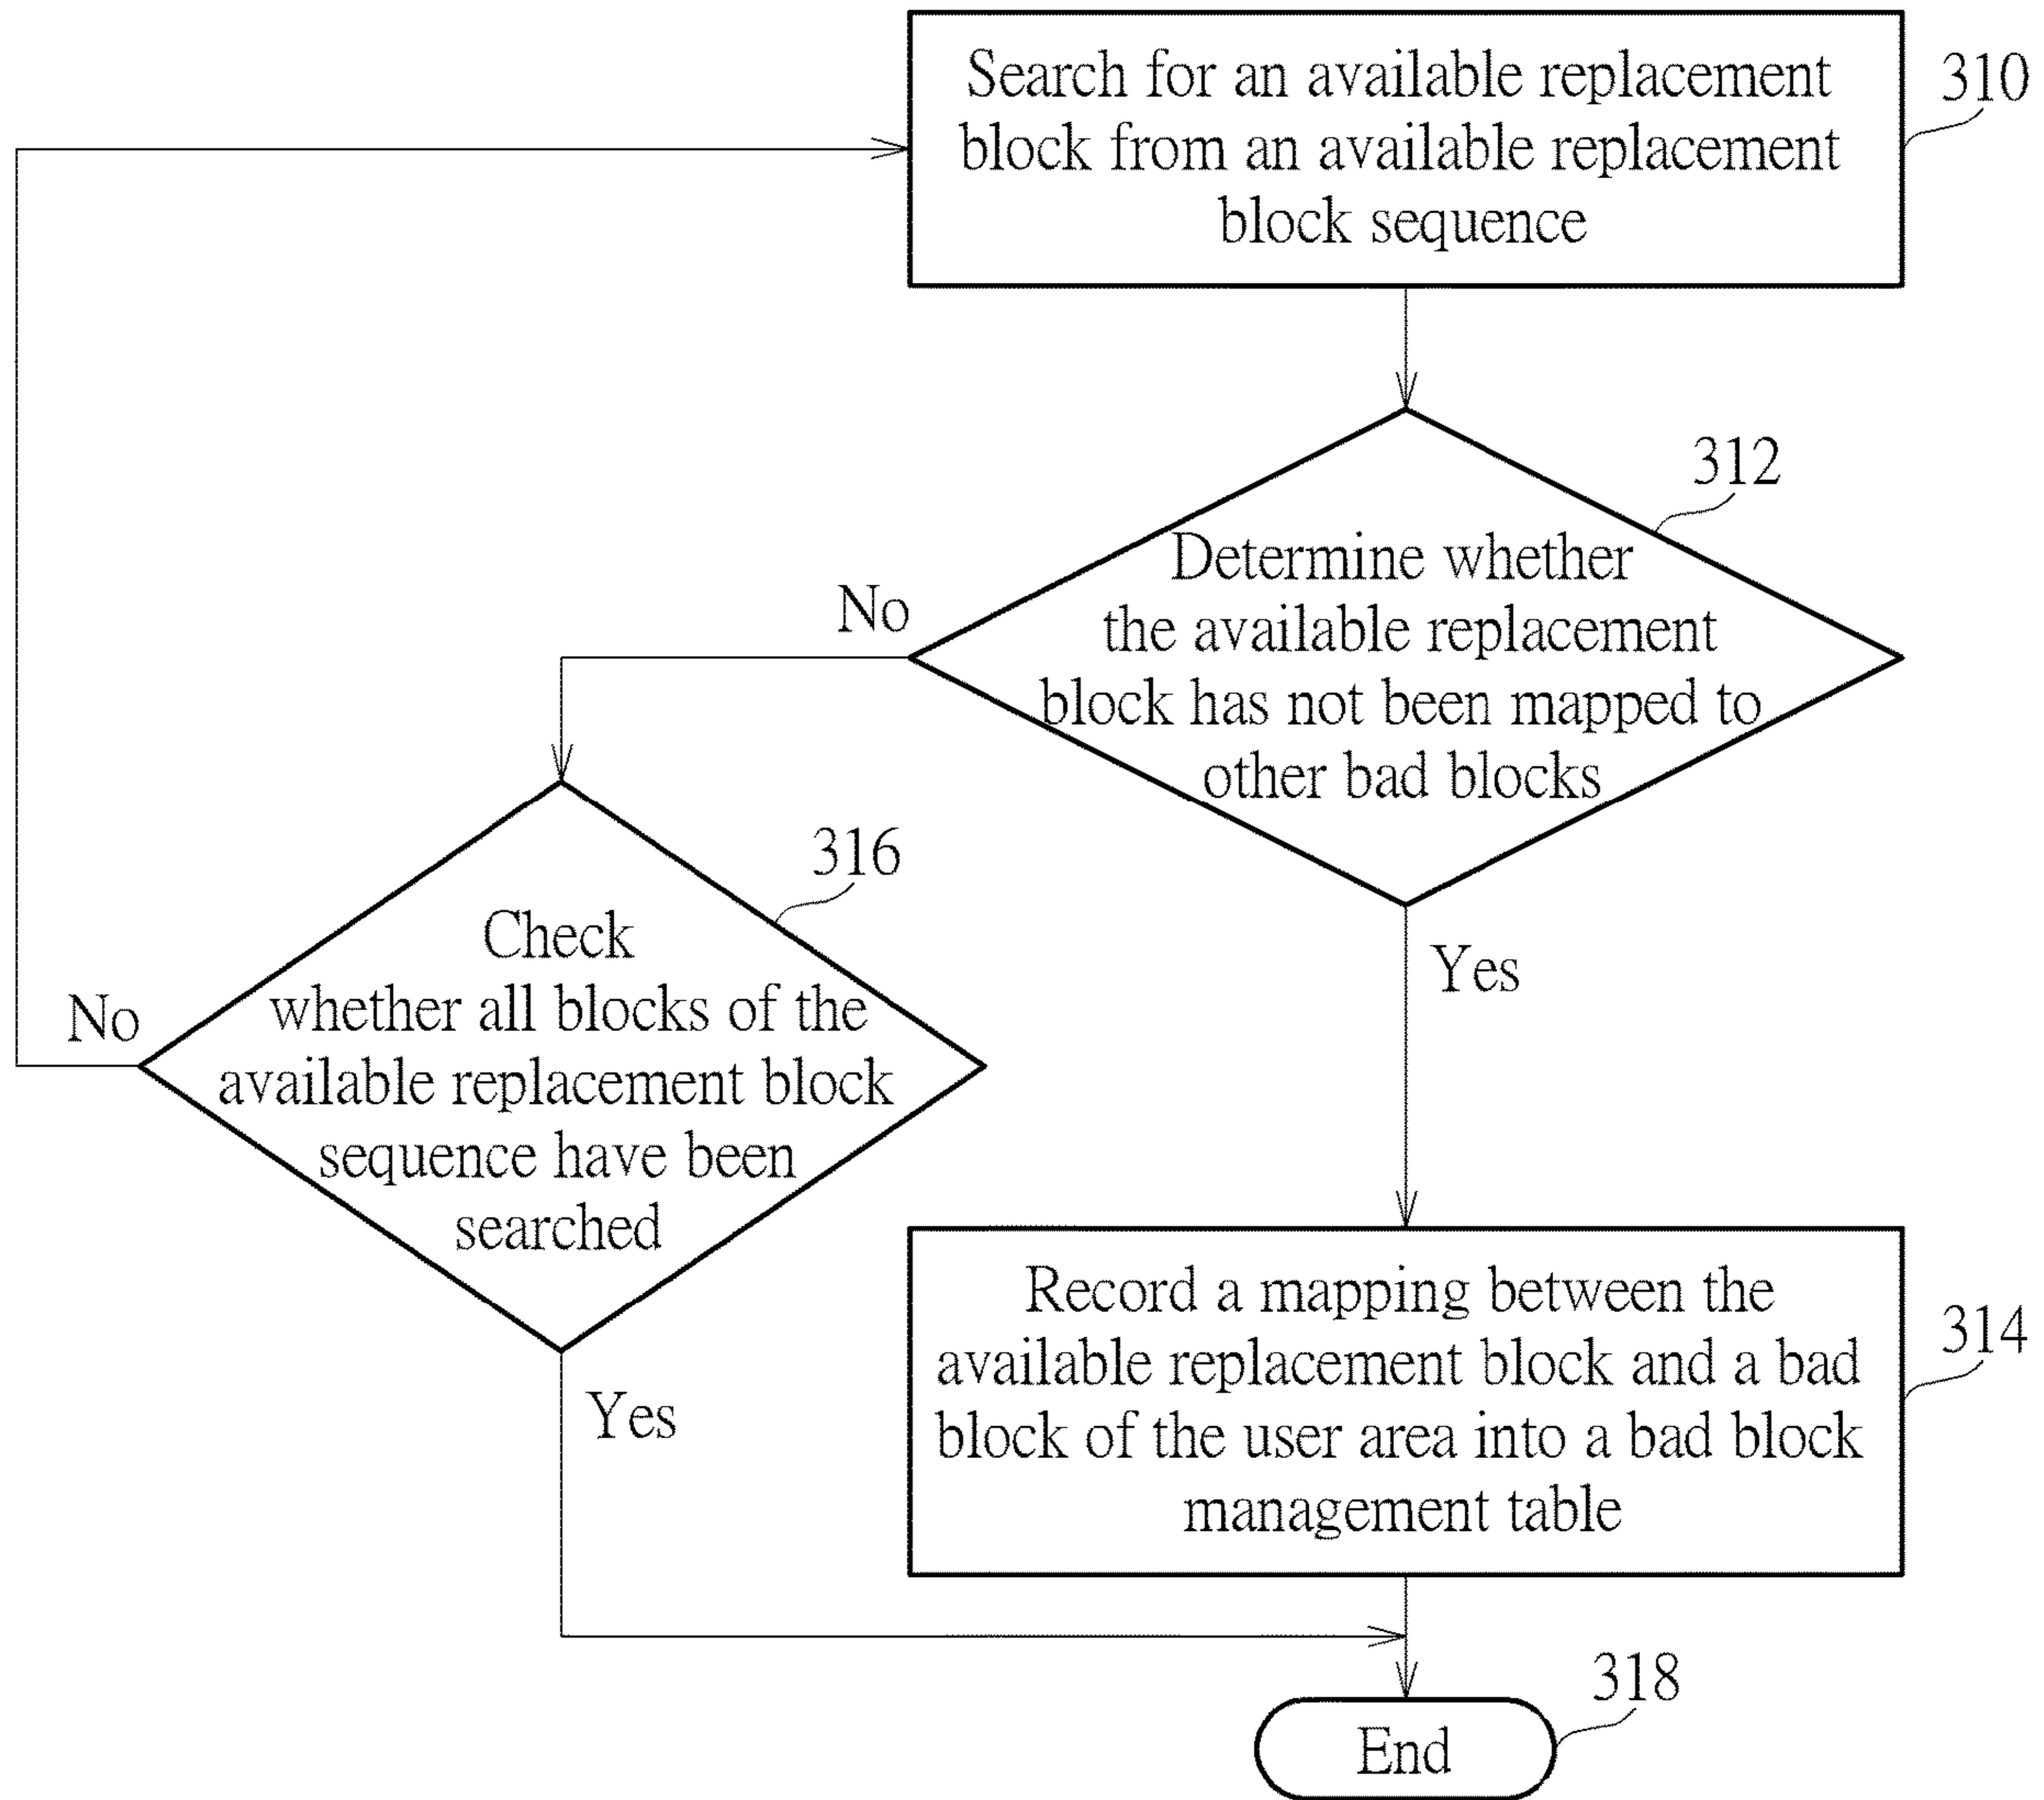 Search for an available replacement
block from an available replacement
block sequence
310
312
Determine whether
the available replacement
block has not been mapped to
other bad blocks
No
Yes
316
Check
whether all blocks of the
available replacement block
sequence have been
searched
No
Yes
Record a mapping between the
available replacement block and a bad
block of the user area into a bad block
management table
314
318
End